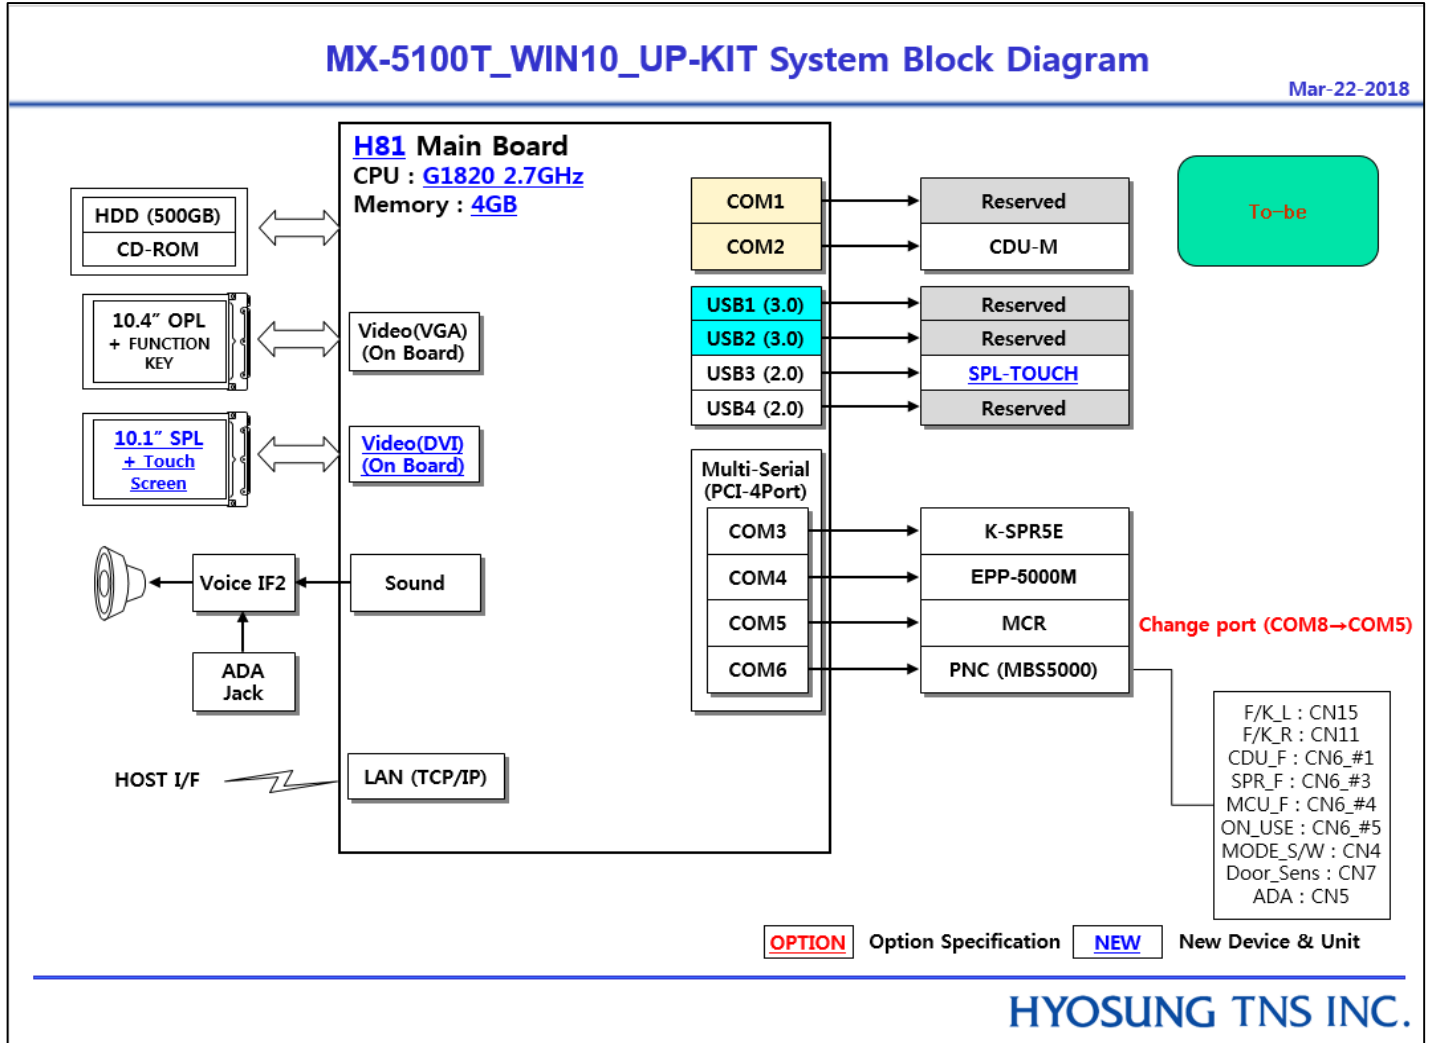 MX-5100T_WIN10_UP-KIT System Block Diagram
Mar-22-2018
H81 Main Board
CPU : G1820 2.7GHz
Memory : 4GB
HDD (500GB)
CD-ROM
10.4” OPL
+ FUNCTION
KEY
Video(VGA)
(On Board)
10.1” SPL
+ Touch
Screen
Video(DVI)
(On Board)
Voice IF2
Sound
ADA
Jack
HOST I/F
LAN (TCP/IP)
COM1
Reserved
COM2
CDU-M
USB1 (3.0)
Reserved
USB2 (3.0)
Reserved
USB3 (2.0)
SPL-TOUCH
USB4 (2.0)
Reserved
Multi-Serial
(PCI-4Port)
COM3
K-SPR5E
COM4
EPP-5000M
COM5
MCR
Change port (COM8→COM5)
COM6
PNC (MBS5000)
To-be
F/K_L : CN15
F/K_R : CN11
CDU_F : CN6_#1
SPR_F : CN6_#3
MCU_F : CN6_#4
ON_USE : CN6_#5
MODE_S/W : CN4
Door_Sens : CN7
ADA : CN5
OPTION Option Specification NEW New Device & Unit
HYOSUNG TNS INC.